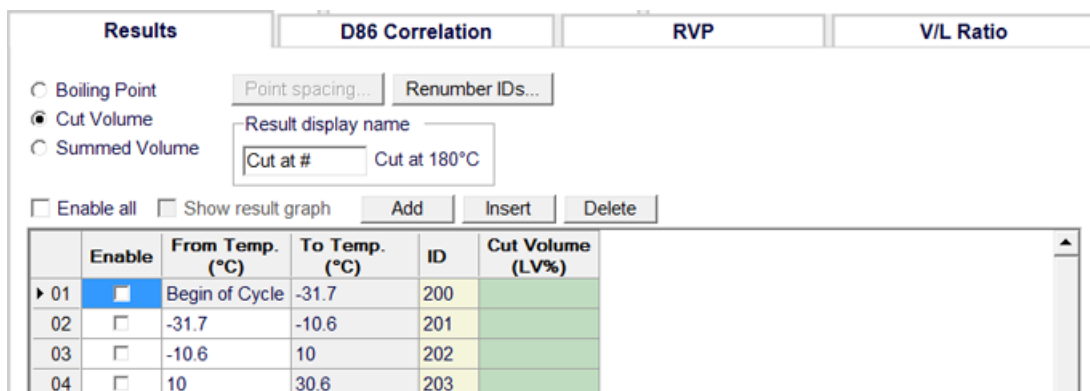 Results D86 Correlation RVP V/L Ratio
Boiling Point Point spacing... Renumber IDs...
Cut Volume Result display name
Summed Volume Cut at # Cut at 180°C
Enable all Show result graph Add Insert Delete
Enable From Temp. (°C) To Temp. (°C) ID Cut Volume (LV%)
01 Begin of Cycle -31.7 200
02 -31.7 -10.6 201
03 -10.6 10 202
04 10 30.6 203